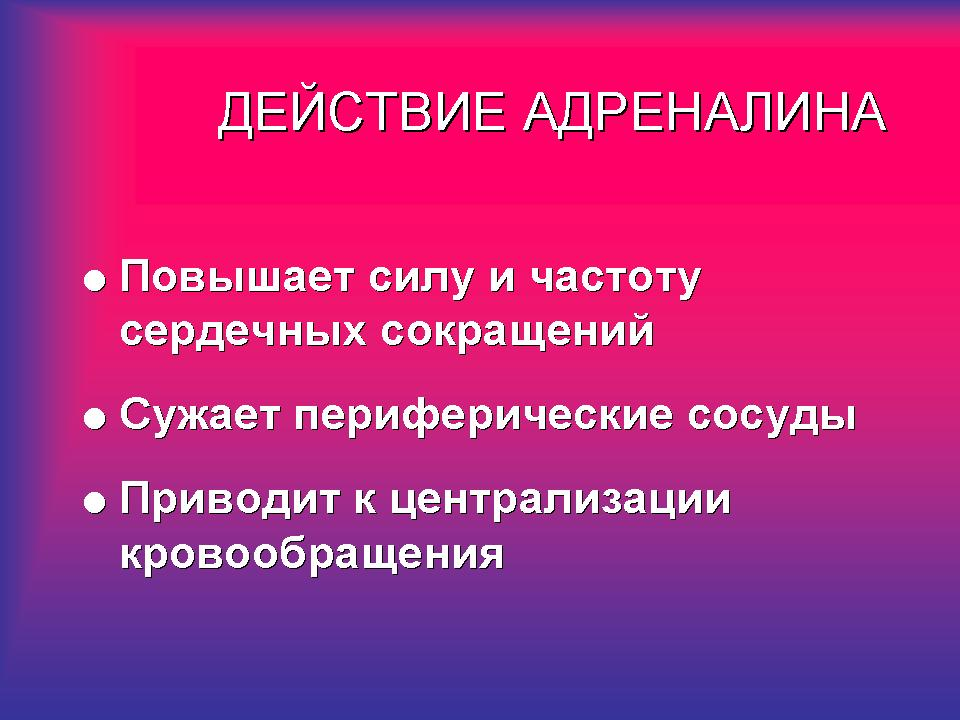 ДЕЙСТВИЕ АДРЕНАЛИНА
● Повышает силу и частоту
сердечных сокращений
● Сужает периферические сосуды
● Приводит к централизации
кровообращения